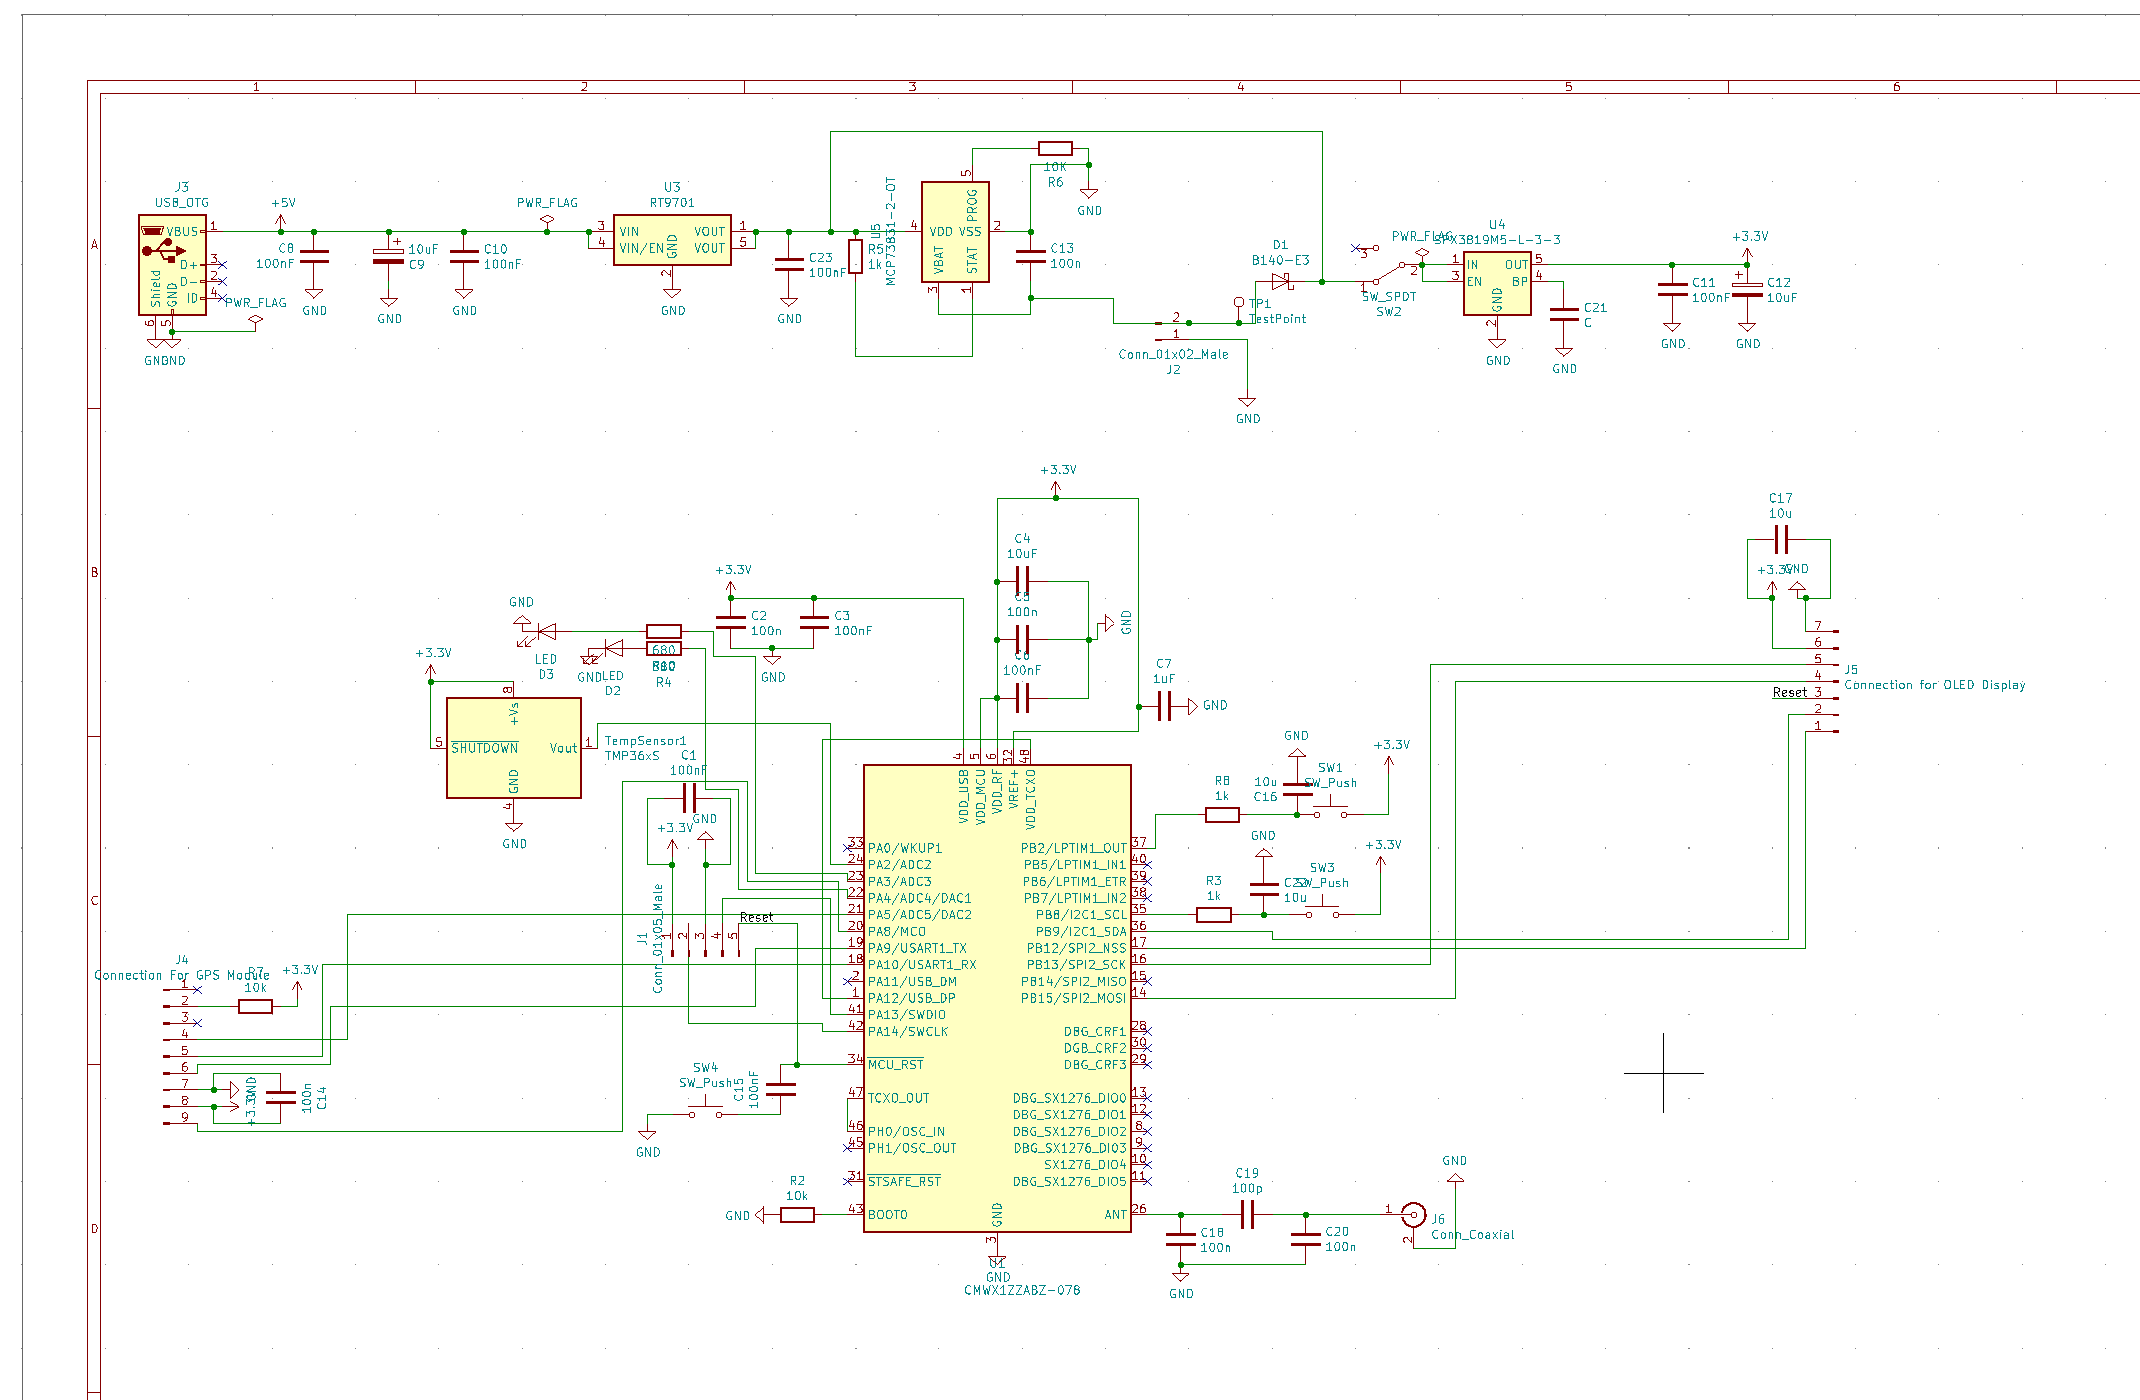 1 2 3 4 5 6
A
B
C
D
J3
USB_OTG
VBUS 1
D+ 3
D- 2
ID 4
Shield 6
GND 5
GND
GND
PWR_FLAG
+5V
C8
100nF
GND
10uF
C9
GND
C10
100nF
GND
PWR_FLAG
U3
RT9701
3 VIN VOUT 1
4 VIN/EN VOUT 5
GND 2
GND
C23
100nF
GND
R5
1k
U5
MCP73831-2-OT
4 VDD VSS 2
PROG 5
VBAT 3
STAT 1
10K
R6
GND
C13
100n
2
1
Conn_01x02_Male
J2
GND
TP1
TestPoint
D1
B140-E3
3
2
1
SW_SPDT
SW2
PWR_FLAG
U4
SPX3819M5-L-3-3
1 IN OUT 5
3 EN BP 4
GND 2
GND
C21
C
GND
C11
100nF
GND
+3.3V
C12
10uF
GND
+3.3V
C4
10uF
C5
100n
C6
100nF
GND
C7
1uF
GND
+3.3V
C2
100n
C3
100nF
GND
GND
LED
D3
GND
LED
D2
680
R4
+3.3V
8
+Vs
5 SHUTDOWN Vout 1
GND
4
GND
TempSensor1
TMP36xS
C1
100nF
+3.3V
GND
J1
Conn_01x05_Male
1 2 3 4 5
Reset
C17
10u
+3.3V
GND
7
6
5
4
Reset 3
2
1
J5
Connection for OLED Display
4 VDD_USB
5 VDD_MCU
6 VDD_RF
32 VREF+
48 VDD_TCXO
33 PA0/WKUP1
24 PA2/ADC2
23 PA3/ADC3
22 PA4/ADC4/DAC1
21 PA5/ADC5/DAC2
20 PA8/MCO
19 PA9/USART1_TX
18 PA10/USART1_RX
2 PA11/USB_DM
1 PA12/USB_DP
41 PA13/SWDIO
42 PA14/SWCLK
34 MCU_RST
47 TCXO_OUT
46 PH0/OSC_IN
45 PH1/OSC_OUT
31 STSAFE_RST
43 BOOT0
PB2/LPTIM1_OUT 37
PB5/LPTIM1_IN1 40
PB6/LPTIM1_ETR 39
PB7/LPTIM1_IN2 38
PB8/I2C1_SCL 35
PB9/I2C1_SDA 36
PB12/SPI2_NSS 17
PB13/SPI2_SCK 16
PB14/SPI2_MISO 15
PB15/SPI2_MOSI 14
DBG_CRF1 28
DGB_CRF2 30
DBG_CRF3 29
DBG_SX1276_DIO0 13
DBG_SX1276_DIO1 12
DBG_SX1276_DIO2 8
DBG_SX1276_DIO3 9
SX1276_DIO4 10
DBG_SX1276_DIO5 11
ANT 26
GND
3
U1
GND
CMWX1ZZABZ-078
R8
1k
GND
10u
C16
SW1
SW_Push
+3.3V
GND
R3
1k
C22
10u
SW3
SW_Push
+3.3V
J4
Connection For GPS Module
1
2
3
4
5
6
7
8
9
R7
10k
+3.3V
GND
+3.3V
100n
C14
SW4
SW_Push
GND
C15
100nF
R2
10k
GND
C19
100p
C18
100n
GND
C20
100n
1
2
J6
Conn_Coaxial
GND